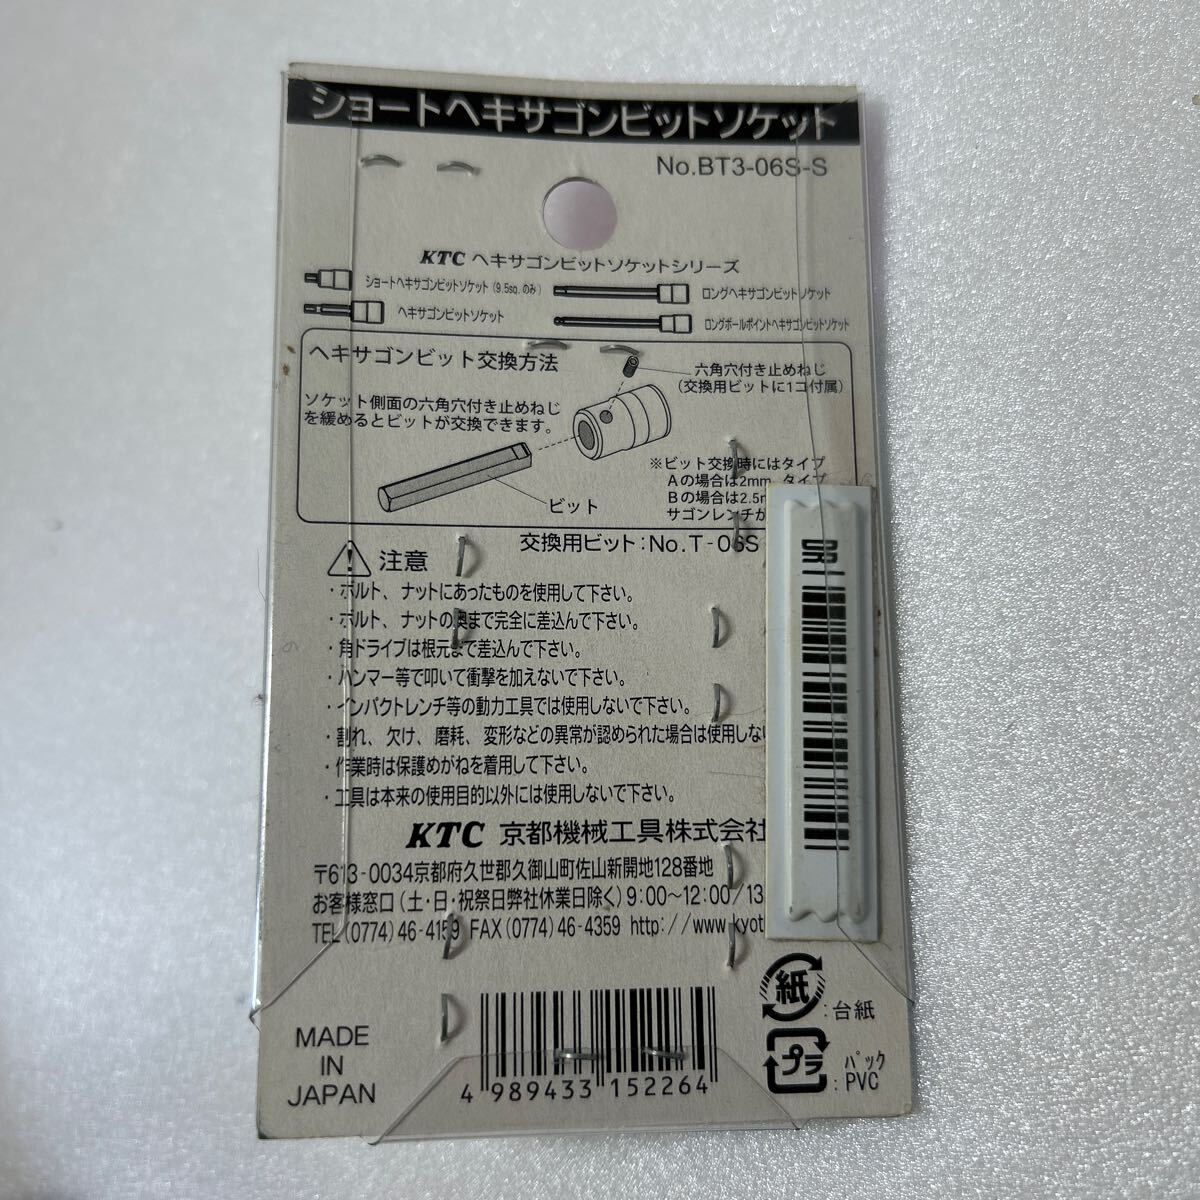 ショートヘキサゴンビットソケット
No.BT3-06S-S
KTC ヘキサゴンビットソケットシリーズ
ショートヘキサゴンビットソケット(9.5sq.のみ)
ロングヘキサゴンビットソケット
ヘキサゴンビットソケット
ロングボールポイントヘキサゴンビットソケット
ヘキサゴンビット交換方法
六角穴付き止めねじ
(交換用ビットに1コ付属)
ソケット側面の六角穴付き止めねじ
を緩めるとビットが交換できます。
※ビット交換時にはタイプ
Aの場合は2mm、タイプ
Bの場合は2.5
サゴンレンチが
ビット
交換用ビット:No.T-06S
注意
・ボルト、ナットにあったものを使用して下さい。
・ボルト、ナットの奥まで完全に差込んで下さい。
・角ドライブは根元まで差込んで下さい。
・ハンマー等で叩いて衝撃を加えないで下さい。
・インパクトレンチ等の動力工具では使用しないで下さい。
・割れ、欠け、磨耗、変形などの異常が認められた場合は使用しな
・作業時は保護めがねを着用して下さい。
・工具は本来の使用目的以外には使用しないで下さい。
KTC 京都機械工具株式会社
〒613-0034京都府久世郡久御山町佐山新開地128番地
お客様窓口(土・日・祝祭日弊社休業日除く)9:00~12:00/13
TEL(0774)46-4159 FAX(0774)46-4359 http://www.kyot
紙
:台紙
MADE
IN
JAPAN
プラ
パック
:PVC
4 989433 152264